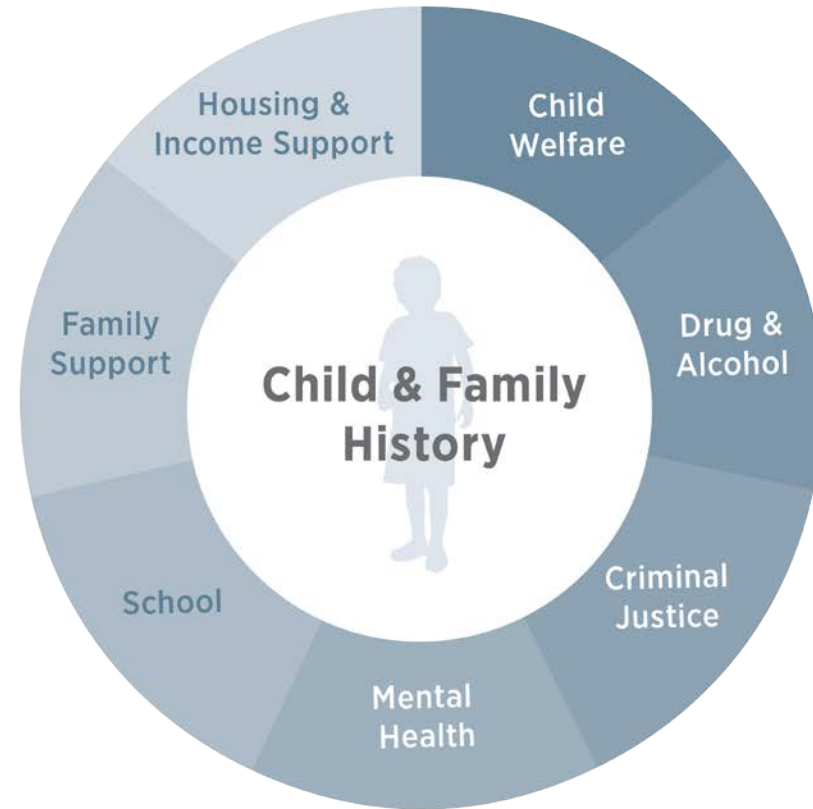 Housing &
Income Support
Child
Welfare
Family
Support
Drug &
Alcohol
Child & Family
History
School
Criminal
Justice
Mental
Health